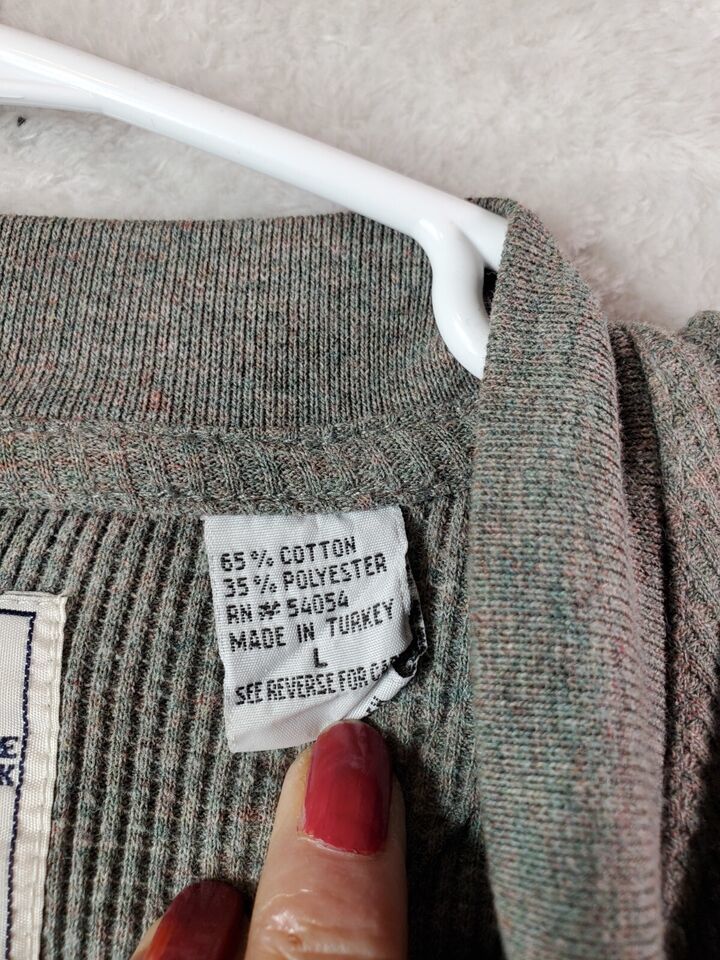 65% COTTON
35% POLYESTER
RN # 54054
MADE IN TURKEY
L
SEE REVERSE FOR
E
K